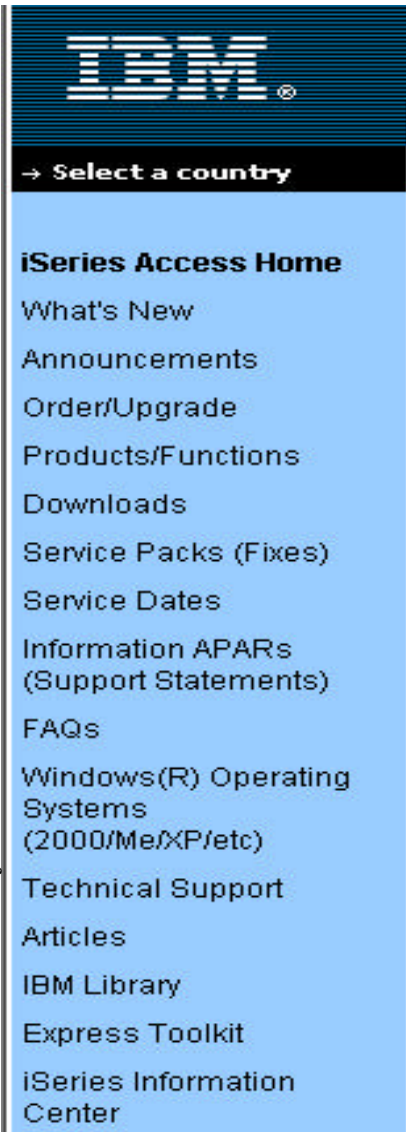 IBM®
→ Select a country
iSeries Access Home
What's New
Announcements
Order/Upgrade
Products/Functions
Downloads
Service Packs (Fixes)
Service Dates
Information APARs
(Support Statements)
FAQs
Windows(R) Operating
Systems
(2000/Me/XP/etc)
Technical Support
Articles
IBM Library
Express Toolkit
iSeries Information
Center